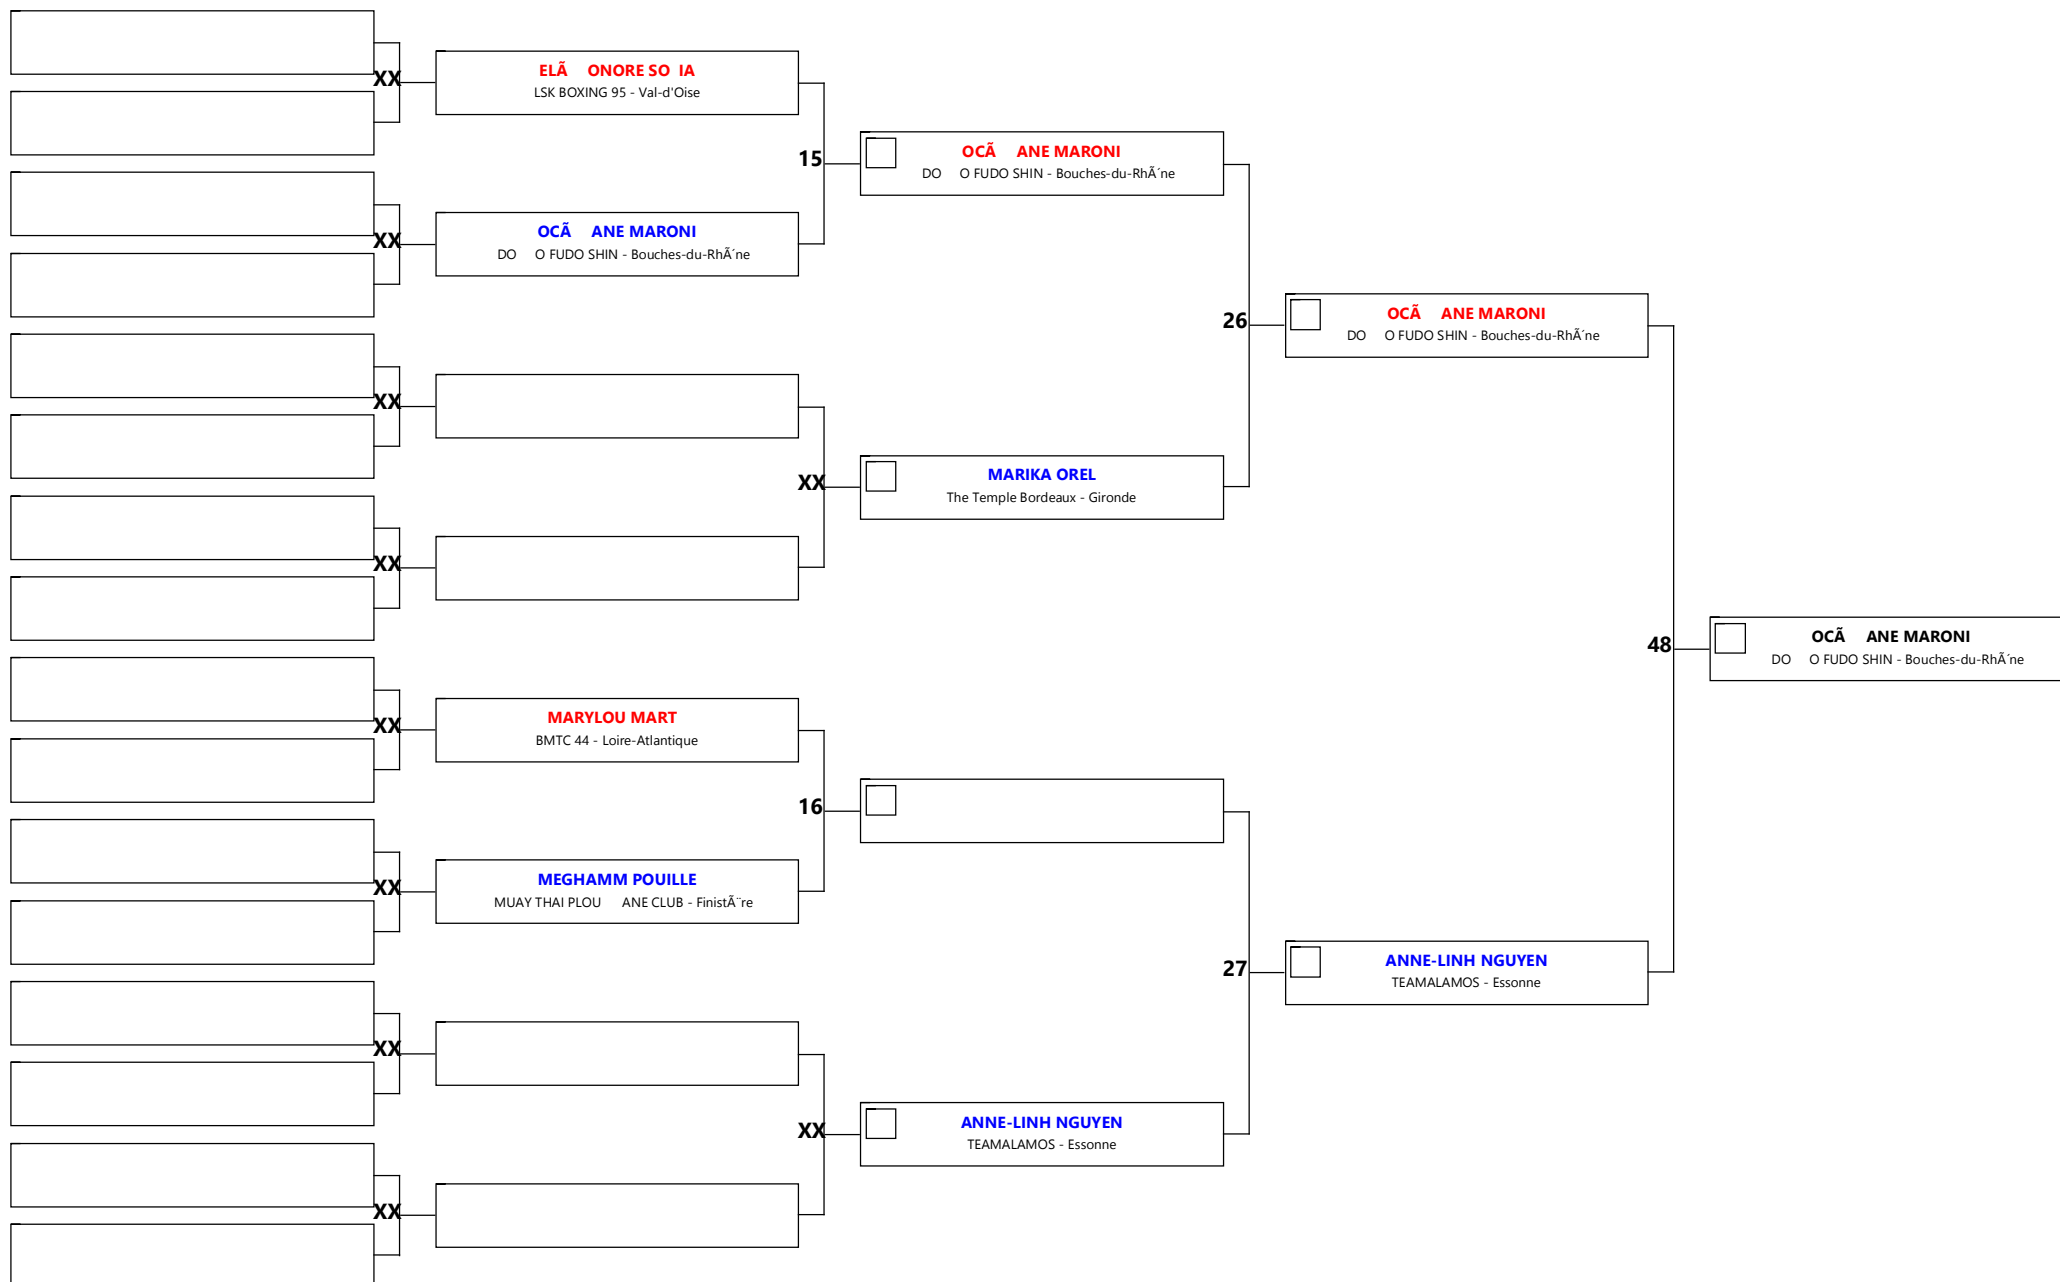 XX
ELÃ ONORE SO IA
LSK BOXING 95 - Val-d'Oise
15
XX
OCÃ ANE MARONI
DO O FUDO SHIN - Bouches-du-RhÃ´ne
OCÃ ANE MARONI
DO O FUDO SHIN - Bouches-du-RhÃ´ne
26
XX
XX
XX
MARIKA OREL
The Temple Bordeaux - Gironde
OCÃ ANE MARONI
DO O FUDO SHIN - Bouches-du-RhÃ´ne
48
OCÃ ANE MARONI
DO O FUDO SHIN - Bouches-du-RhÃ´ne
XX
MARYLOU MART
BMTC 44 - Loire-Atlantique
16
XX
MEGHAMM POUILLE
MUAY THAI PLOU ANE CLUB - FinistÃ¨re
27
ANNE-LINH NGUYEN
TEAMALAMOS - Essonne
XX
XX
XX
ANNE-LINH NGUYEN
TEAMALAMOS - Essonne